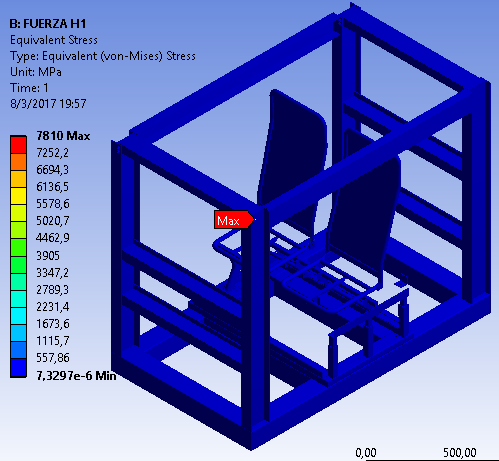 B: FUERZA H1
Equivalent Stress
Type: Equivalent (von-Mises) Stress
Unit: MPa
Time: 1
8/3/2017 19:57
7810 Max
7252,2
6694,3
6136,5
5578,6
5020,7
4462,9
3905
3347,2
2789,3
2231,4
1673,6
1115,7
557,86
7,3297e-6 Min
Max
0,00 500,00